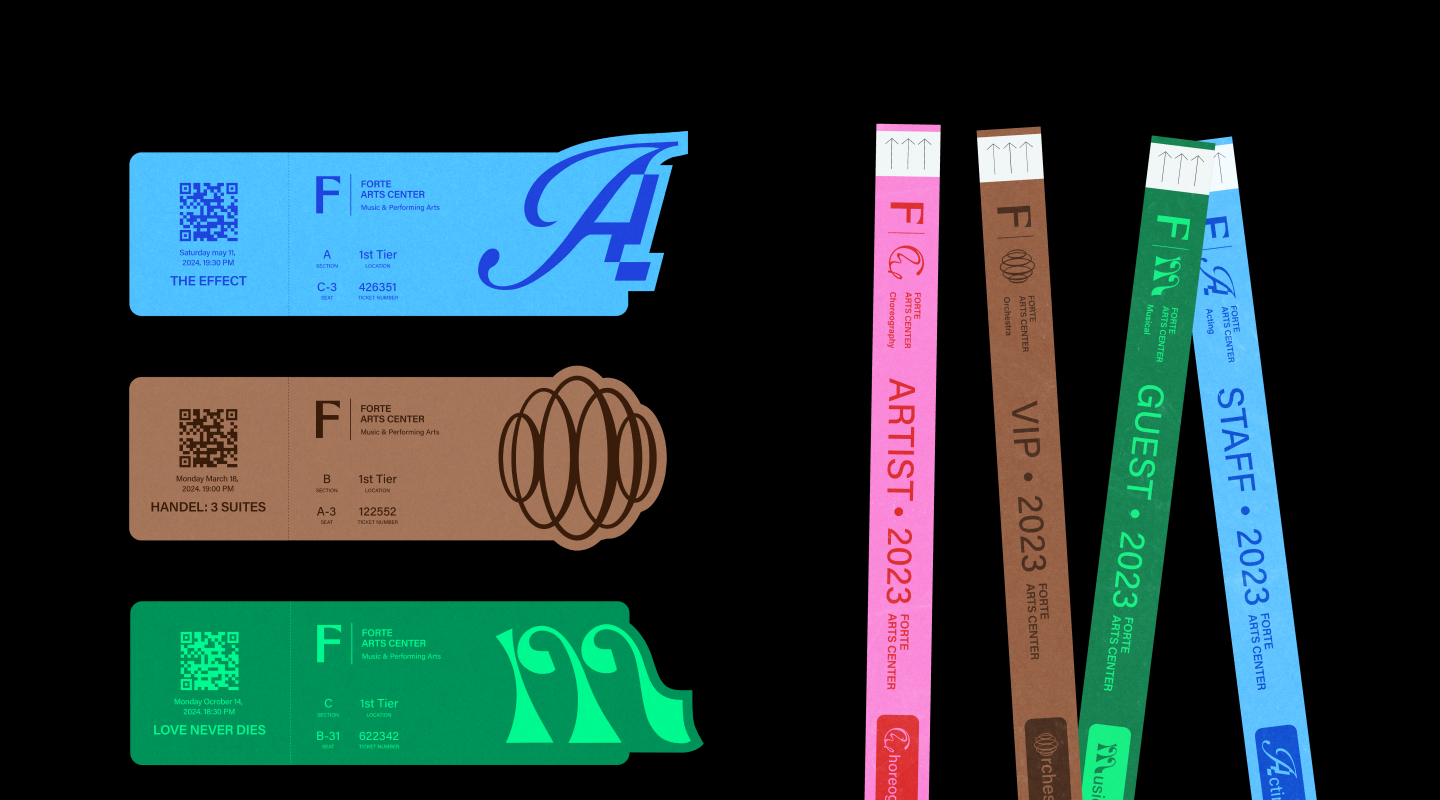 Saturday may 11,
2024, 19:30 PM
THE EFFECT
F
FORTE
ARTS CENTER
Music & Performing Arts
A
SECTION
1st Tier
LOCATION
C-3
SEAT
426351
TICKET NUMBER
A
Monday March 18,
2024, 19:00 PM
HANDEL: 3 SUITES
F
FORTE
ARTS CENTER
Music & Performing Arts
B
SECTION
1st Tier
LOCATION
A-3
SEAT
122552
TICKET NUMBER
Monday Ocrober 14,
2024, 18:30 PM
LOVE NEVER DIES
F
FORTE
ARTS CENTER
Music & Performing Arts
C
SECTION
1st Tier
LOCATION
B-31
SEAT
622342
TICKET NUMBER
M
F
C
FORTE
ARTS CENTER
Choreography
ARTIST • 2023
FORTE
ARTS CENTER
Choreog
F
FORTE
ARTS CENTER
Orchestra
VIP • 2023
FORTE
ARTS CENTER
Orches
F
M
FORTE
ARTS CENTER
Musical
GUEST • 2023
FORTE
ARTS CENTER
Music
F
A
FORTE
ARTS CENTER
Acting
STAFF • 2023
FORTE
ARTS CENTER
Actin